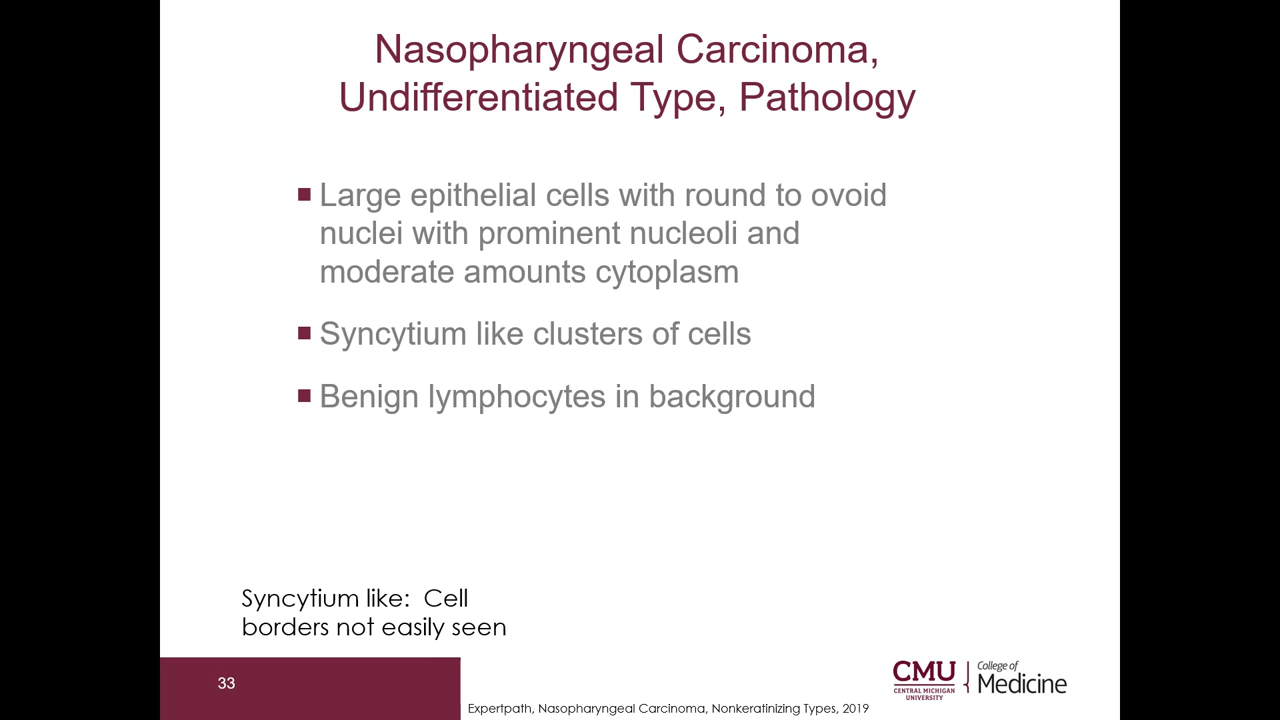 Nasopharyngeal Carcinoma,
Undifferentiated Type, Pathology
Large epithelial cells with round to ovoid
nuclei with prominent nucleoli and
moderate amounts cytoplasm
Syncytium like clusters of cells
Benign lymphocytes in background
Syncytium like:  Cell
borders not easily seen
33
CMU
CENTRAL MICHIGAN
UNIVERSITY
College of
Medicine
Expertpath, Nasopharyngeal Carcinoma, Nonkeratinizing Types, 2019